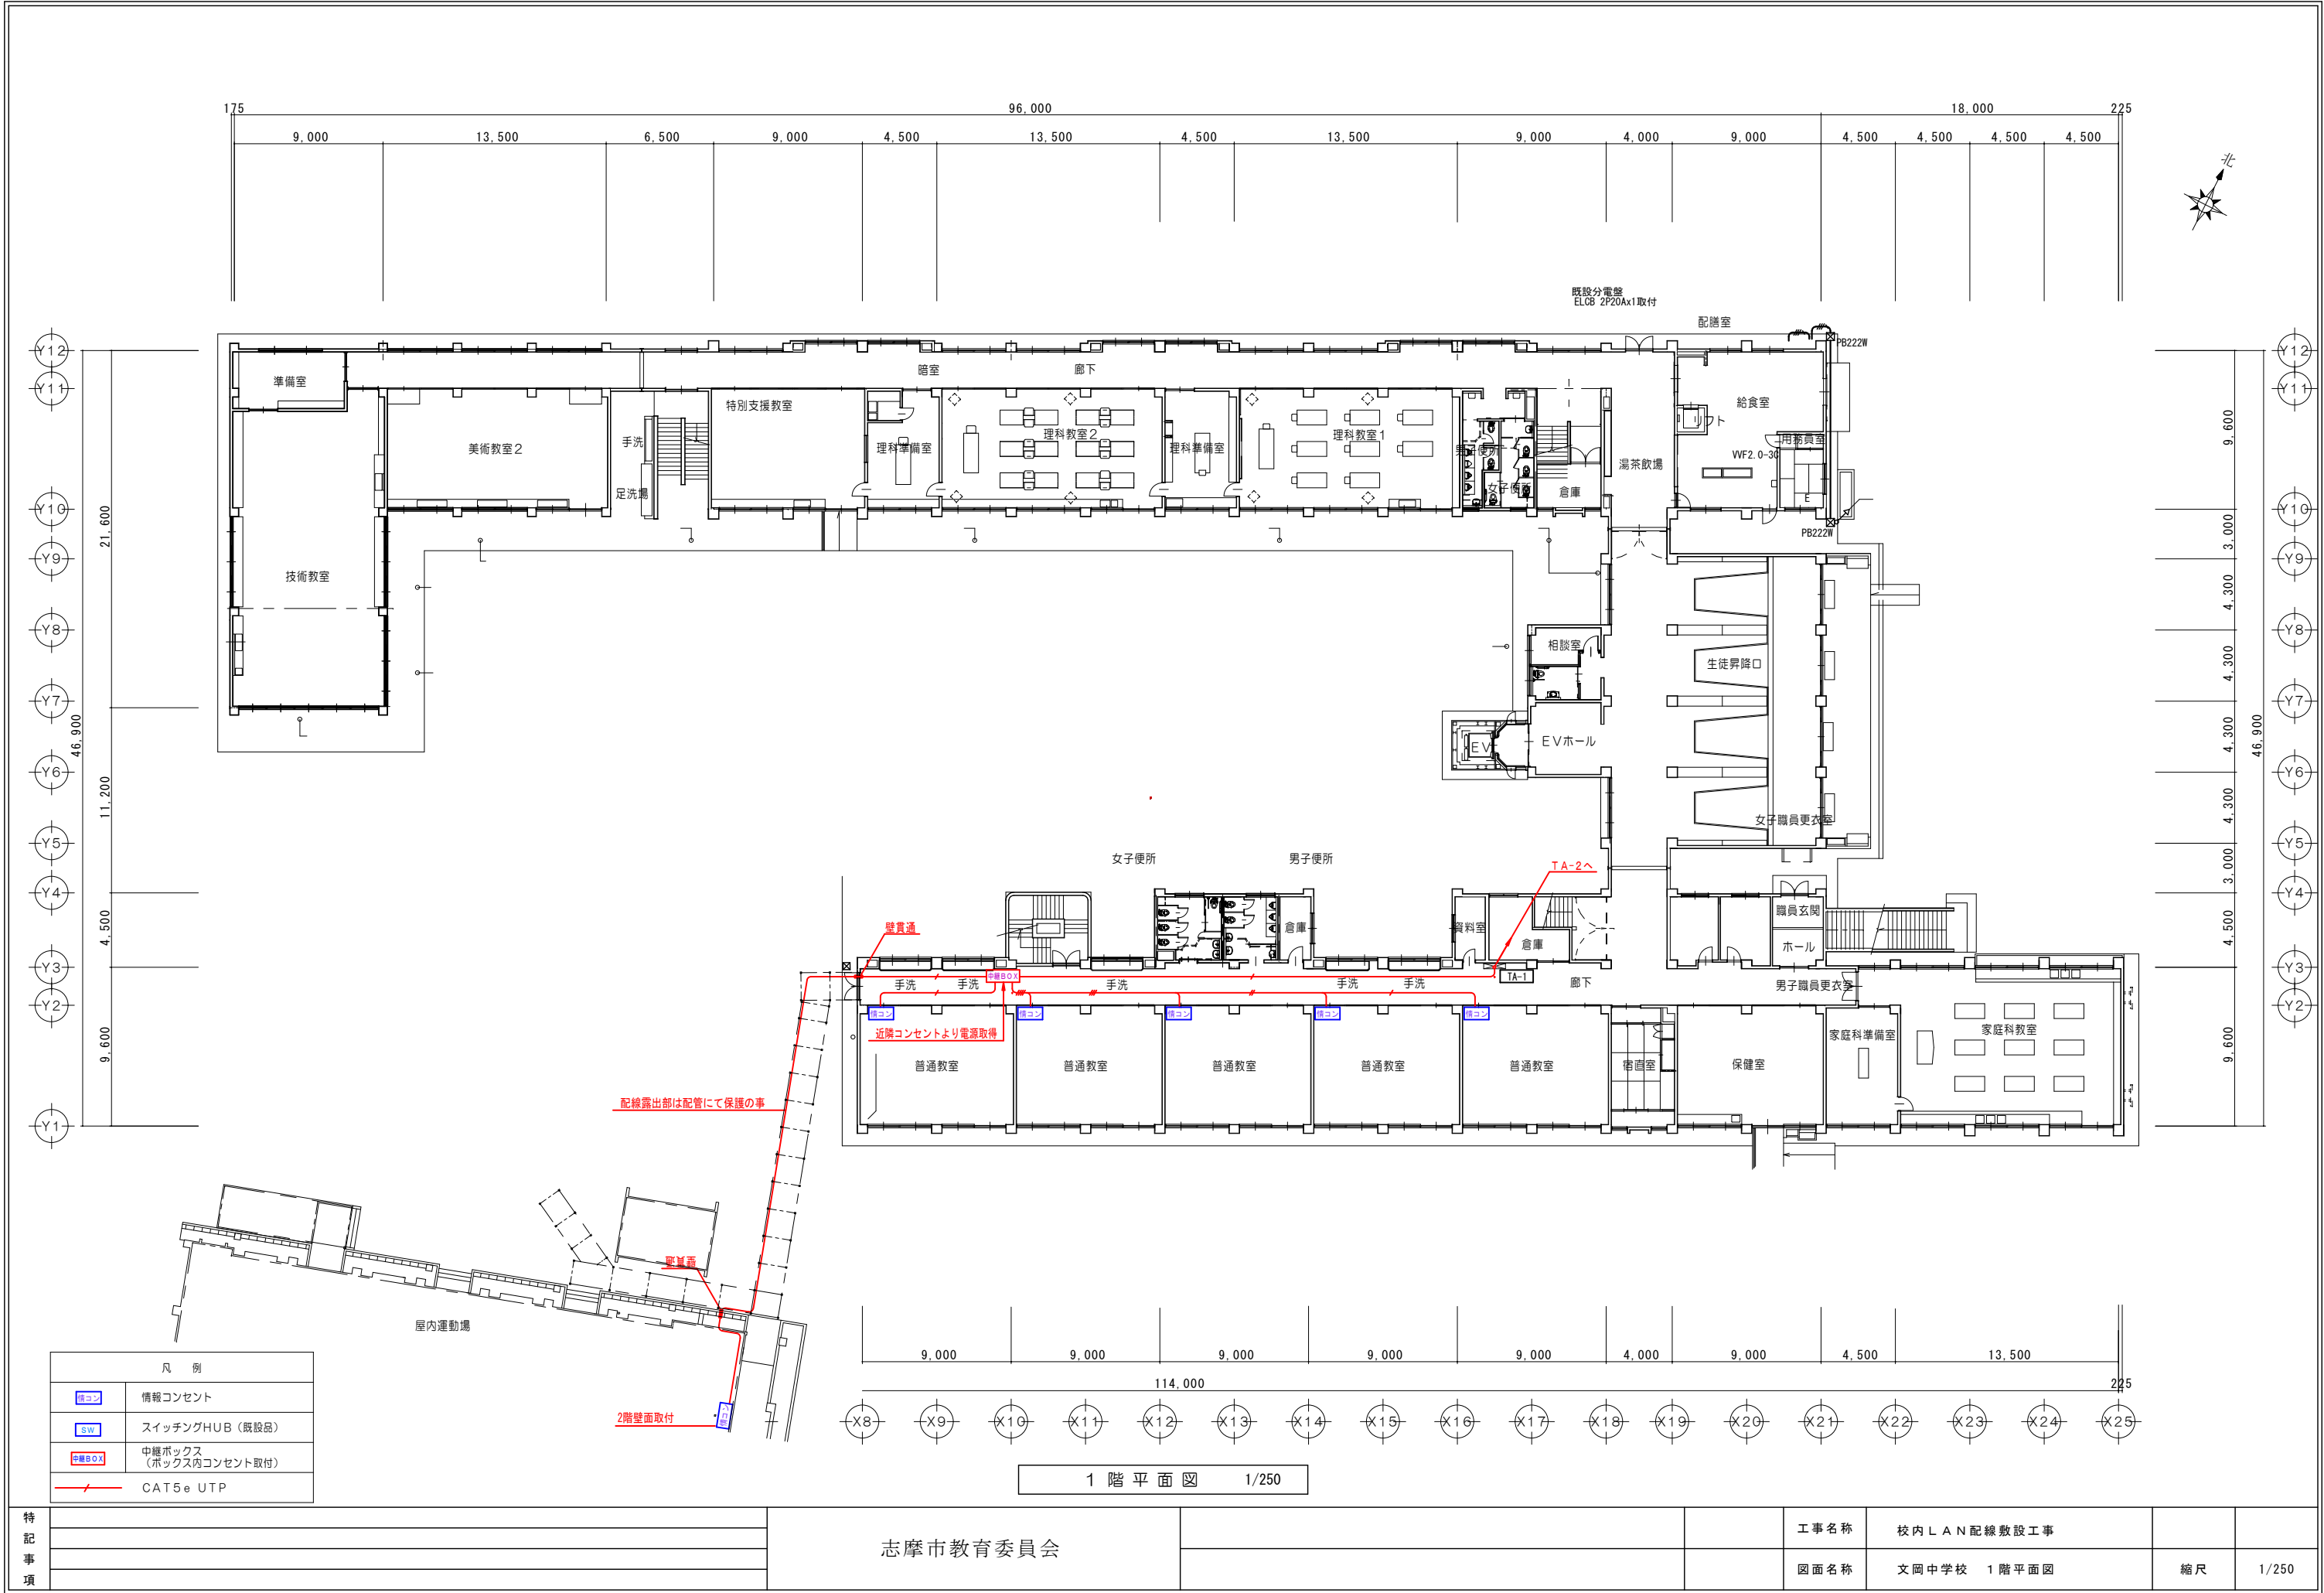 175 96,000 18,000 225
9,000 13,500 6,500 9,000 4,500 13,500 4,500 13,500 9,000 4,000 9,000 4,500 4,500 4,500 4,500
北
既設分電盤
ELCB 2P20Ax1取付
配膳室
PB222W
Y12 Y12
Y11 Y11
準備室
暗室
廊下
特別支援教室
給食室
リフト
美術教室2
手洗
理科準備室
理科教室2
理科準備室
理科教室1
男子便所
湯茶飲場
用務員室
VVF2.0-3C
足洗場
女子便所
倉庫
E
Y10 Y10
PB222W
21,600
9,600
3,000
Y9 Y9
技術教室
4,300
Y8 Y8
相談室
生徒昇降口
4,300
Y7 Y7
46,900
EV
EVホール
4,300
46,900
Y6 Y6
11,200
4,300
女子職員更衣室
Y5 Y5
女子便所
男子便所
TA-2へ
3,000
Y4 Y4
4,500
壁貫通
倉庫
資料室
倉庫
職員玄関
ホール
4,500
Y3 Y3
中継BOX
TA-1
手洗 手洗 手洗 手洗 手洗
廊下
男子職員更衣室
Y2 Y2
情コン 情コン 情コン 情コン 情コン
近隣コンセントより電源取得
家庭科準備室
家庭科教室
9,600
9,600
普通教室 普通教室 普通教室 普通教室 普通教室
宿直室
保健室
配線露出部は配管にて保護の事
Y1
壁貫通
屋内運動場
2階壁面取付
情コン
9,000 9,000 9,000 9,000 9,000 4,000 9,000 4,500 13,500
114,000 225
X8 X9 X10 X11 X12 X13 X14 X15 X16 X17 X18 X19 X20 X21 X22 X23 X24 X25
凡 例
情コン 情報コンセント
SW スイッチングHUB（既設品）
中継BOX 中継ボックス
（ボックス内コンセント取付）
CAT5e UTP
1階平面図 1/250
特記事項
志摩市教育委員会
工事名称 校内LAN配線敷設工事
図面名称 文岡中学校 1階平面図 縮尺 1/250